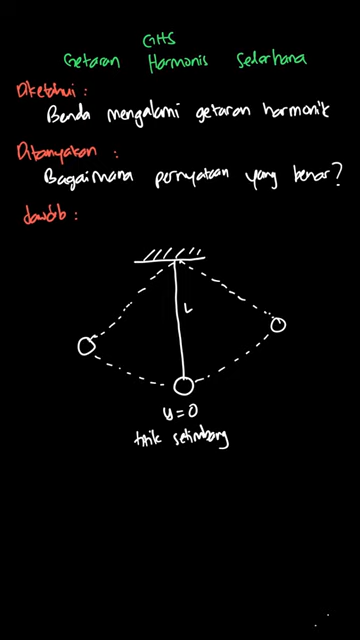 GHS
Getaran Harmonis Sederhana
Diketahui :
Benda mengalami getaran harmonik
Ditanyakan :
Bagaimana pernyataan yang benar?
Jawab :
L
y = 0
titik setimbang